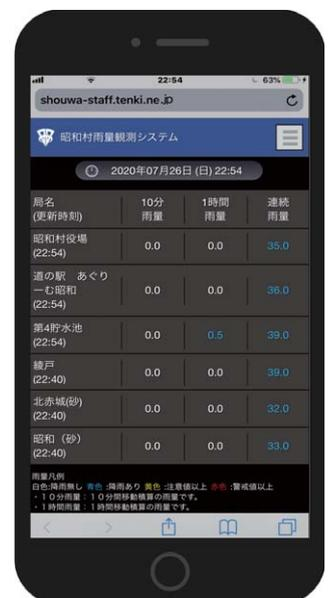 22:54 63%
shouwa-staff.tenki.ne.jp
昭和村雨量観測システム
2020年07月26日 (日) 22:54
局名
(更新時刻) 10分
雨量 1時間
雨量 連続
雨量
昭和村役場
(22:54) 0.0 0.0 35.0
道の駅 あぐり
ーむ昭和
(22:54) 0.0 0.0 36.0
第4貯水池
(22:54) 0.0 0.5 39.0
綾戸
(22:40) 0.0 0.0 39.0
北赤城(砂)
(22:40) 0.0 0.0 32.0
昭和（砂）
(22:40) 0.0 0.0 33.0
雨量凡例
白色:降雨無し 青色:降雨あり 黄色:注意値以上 赤色:警戒値以上
・１０分雨量：１０分間移動積算の雨量です。
・１時間雨量：１時間移動積算の雨量です。